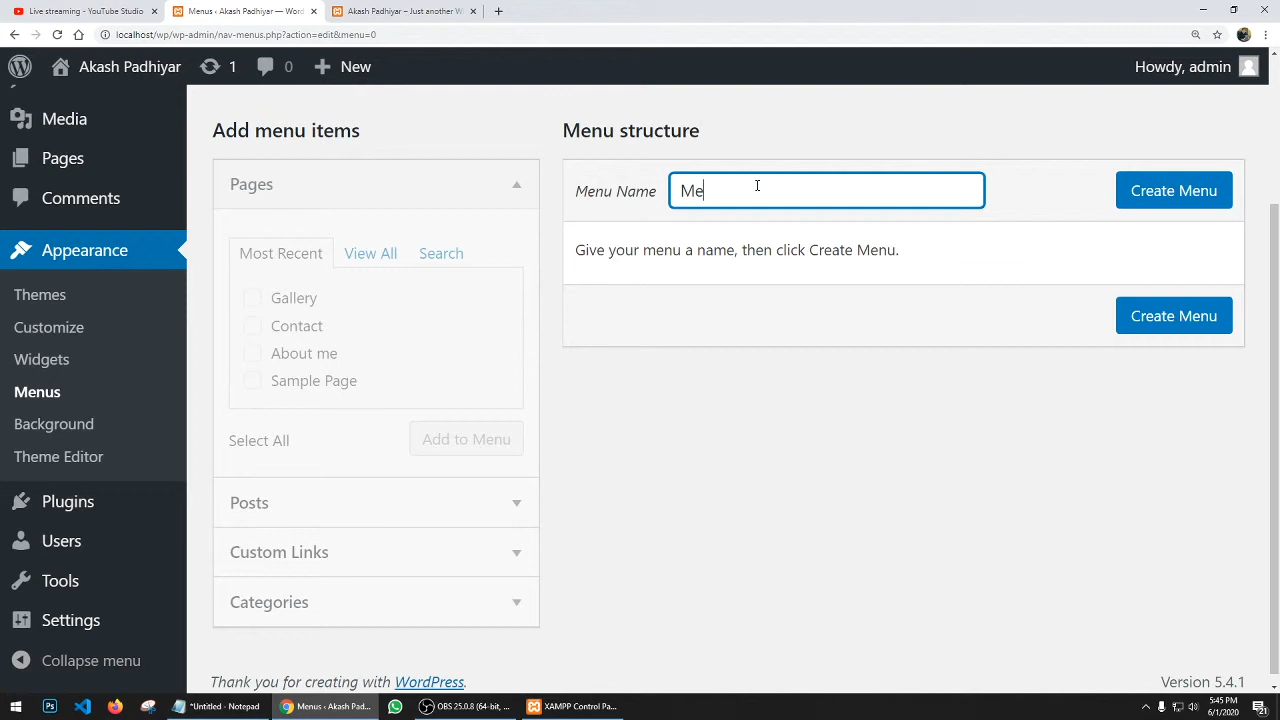 Live streaming - YouTube Studio
Menus ‹ Akash Padhiyar — Word
Akash Padhiyar – Just another W
localhost/wp/wp-admin/nav-menus.php?action=edit&menu=0
Akash Padhiyar
1
0
New
Howdy, admin
Media
Pages
Comments
Appearance
Themes
Customize
Widgets
Menus
Background
Theme Editor
Plugins
Users
Tools
Settings
Collapse menu
Add menu items
Pages
Most Recent
View All
Search
Gallery
Contact
About me
Sample Page
Select All
Add to Menu
Posts
Custom Links
Categories
Menu structure
Menu Name
Me
Create Menu
Give your menu a name, then click Create Menu.
Create Menu
Thank you for creating with WordPress.
Version 5.4.1
*Untitled - Notepad
Menus ‹ Akash Pad...
OBS 25.0.8 (64-bit, ...
XAMPP Control Pa...
5:45 PM
6/1/2020